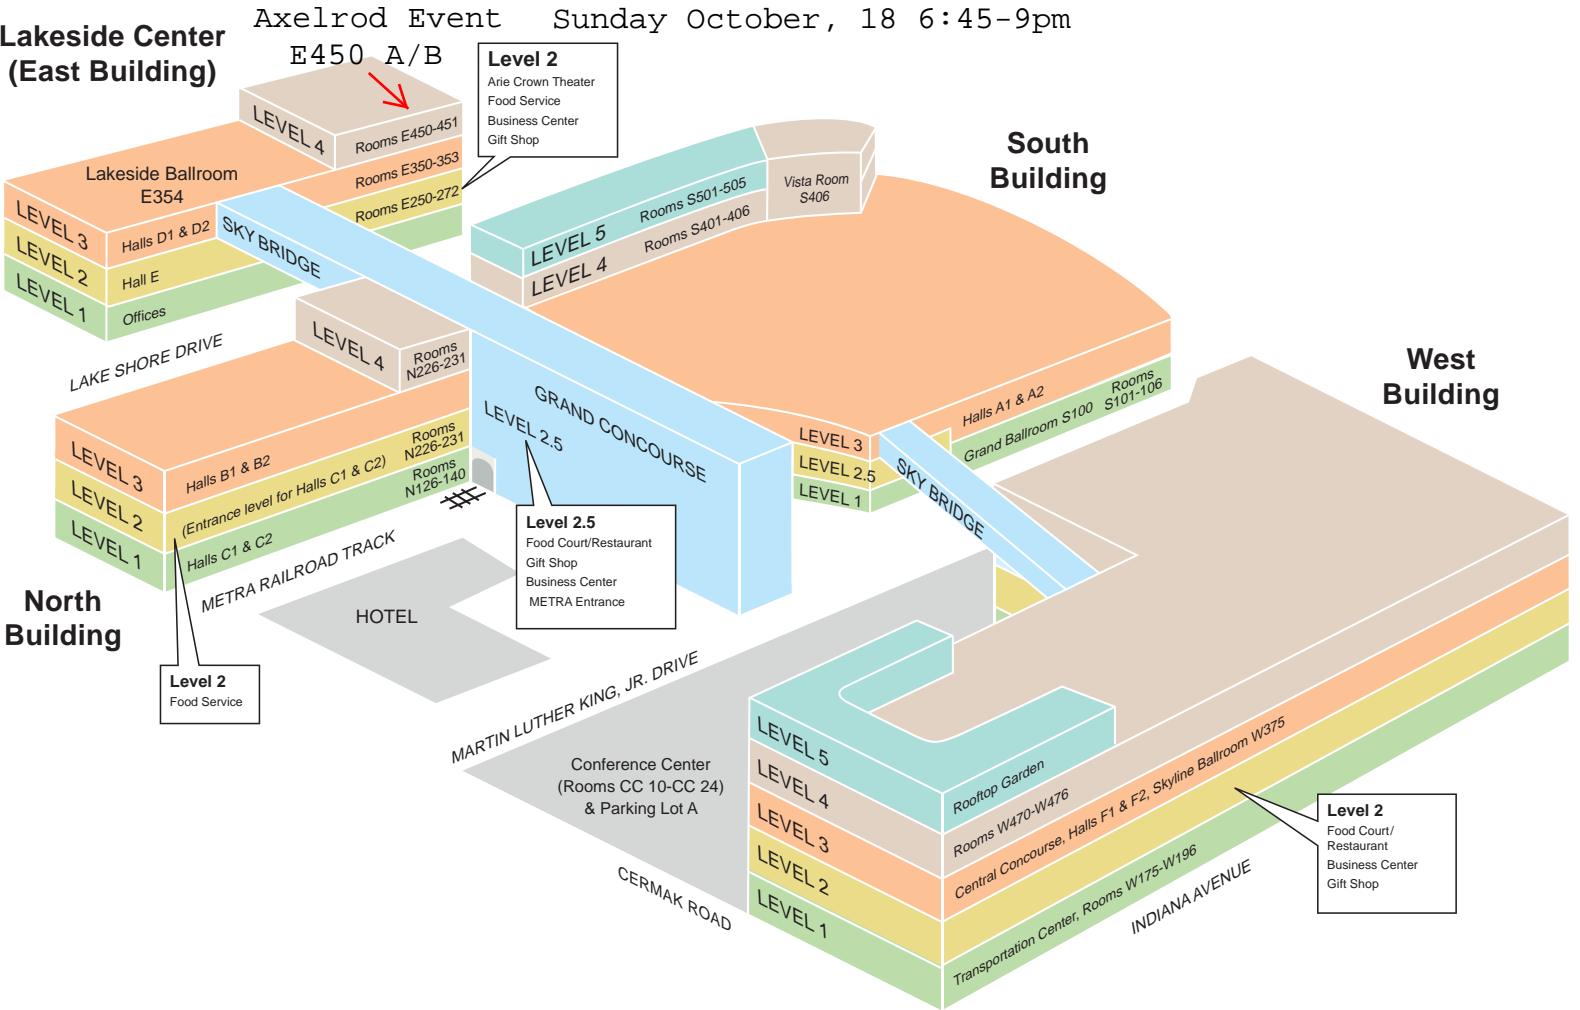 Axelrod Event Sunday October, 18 6:45-9pm
E450 A/B
Lakeside Center
(East Building)
Level 2
Arie Crown Theater
Food Service
Business Center
Gift Shop
LEVEL 4
Rooms E450-451
Rooms E350-353
Rooms E250-272
Lakeside Ballroom
E354
LEVEL 3
Halls D1 & D2
LEVEL 2
Hall E
LEVEL 1
Offices
SKY BRIDGE
LAKE SHORE DRIVE
South
Building
LEVEL 5
Rooms S501-505
LEVEL 4
Rooms S401-406
Vista Room
S406
LEVEL 3
Halls A1 & A2
LEVEL 2.5
LEVEL 1
Grand Ballroom S100
Rooms
S101-106
SKY BRIDGE
GRAND CONCOURSE
LEVEL 2.5
Level 2.5
Food Court/Restaurant
Gift Shop
Business Center
METRA Entrance
LEVEL 4
Rooms
N226-231
LEVEL 3
Halls B1 & B2
LEVEL 2
(Entrance level for Halls C1 & C2)
Rooms
N226-231
LEVEL 1
Halls C1 & C2
Rooms
N126-140
METRA RAILROAD TRACK
North
Building
Level 2
Food Service
HOTEL
MARTIN LUTHER KING, JR. DRIVE
Conference Center
(Rooms CC 10-CC 24)
& Parking Lot A
CERMAK ROAD
West
Building
LEVEL 5
Rooftop Garden
LEVEL 4
Rooms W470-W476
LEVEL 3
Central Concourse, Halls F1 & F2, Skyline Ballroom W375
LEVEL 2
LEVEL 1
Transportation Center, Rooms W175-W196
INDIANA AVENUE
Level 2
Food Court/
Restaurant
Business Center
Gift Shop